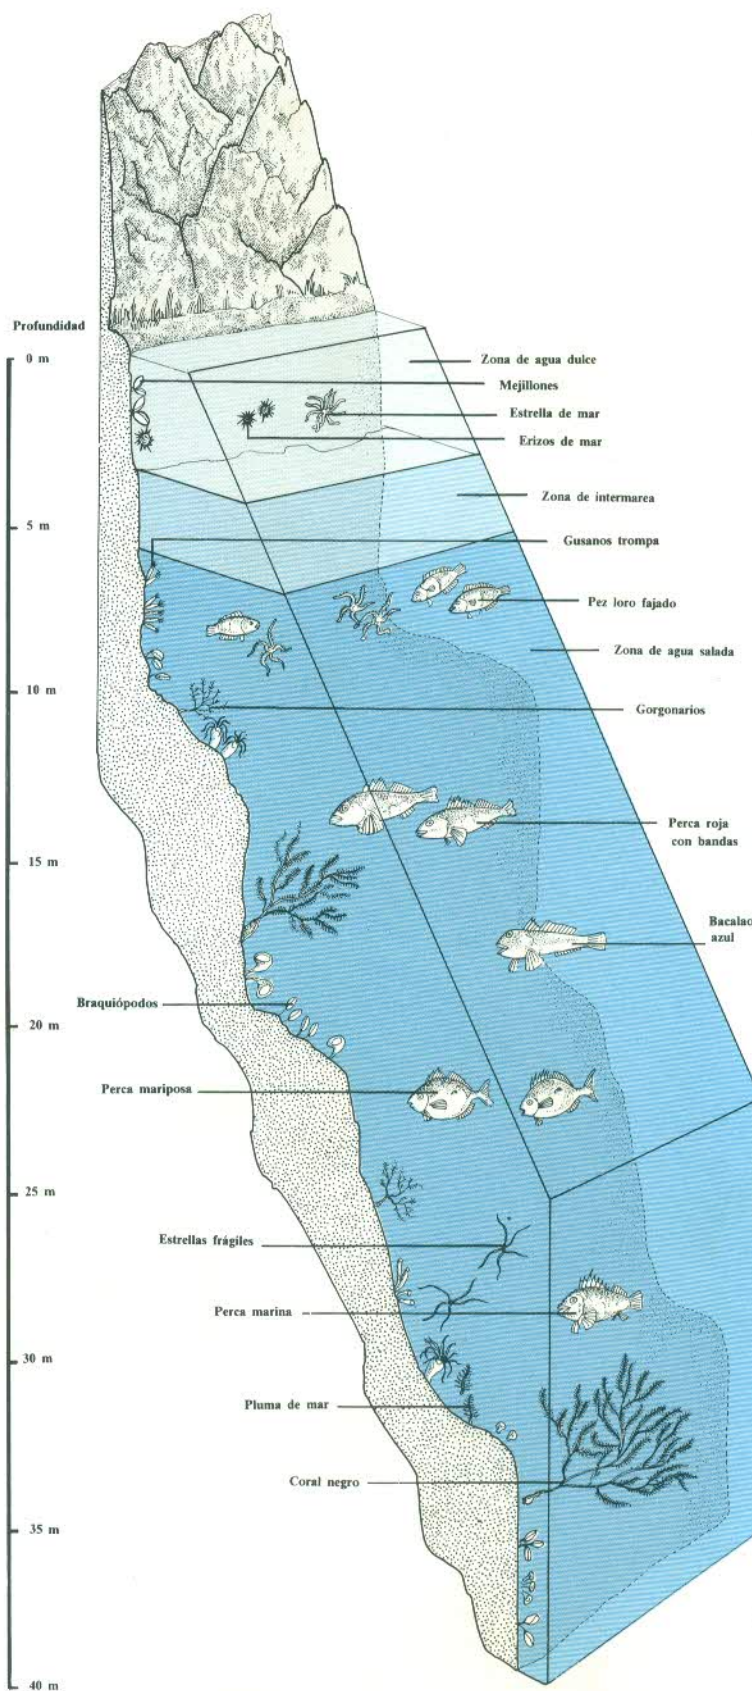 Profundidad
0 m
Zona de agua dulce
Mejillones
Estrella de mar
Erizos de mar
Zona de intermarea
5 m
Gusanos trompa
Pez loro fajado
Zona de agua salada
10 m
Gorgonarios
Perca roja
con bandas
15 m
Bacalao
azul
Braquiópodos
20 m
Perca mariposa
25 m
Estrellas frágiles
Perca marina
30 m
Pluma de mar
Coral negro
35 m
40 m